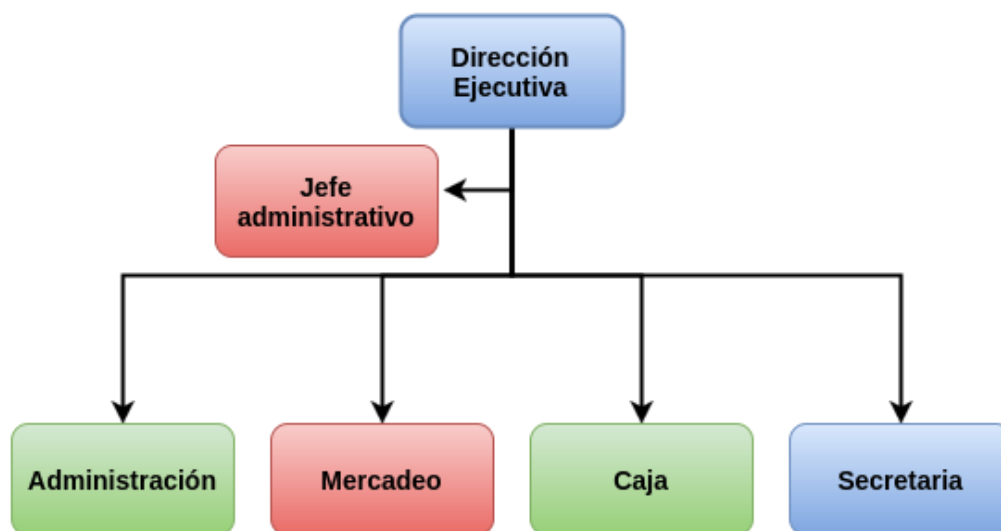 Dirección
Ejecutiva
Jefe
administrativo
Administración
Mercadeo
Caja
Secretaria